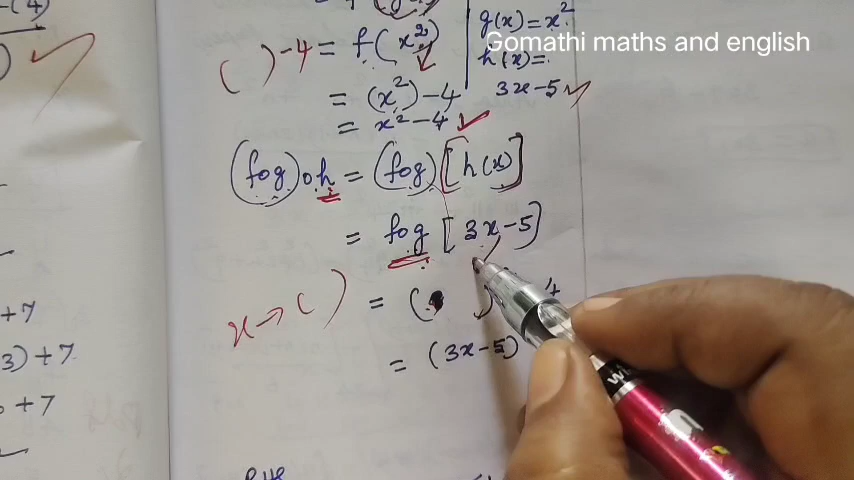 -(4)
g(x) = x²
Gomathi maths and english
( ) -4 = f(x²)
h(x) =
3x-5
= (x²) -4
= x² -4
(fog)oh = (fog)[h(x)]
= fog [3x-5]
x → ( ) = ( )
= (3x-5)
+7
3) +7
+7